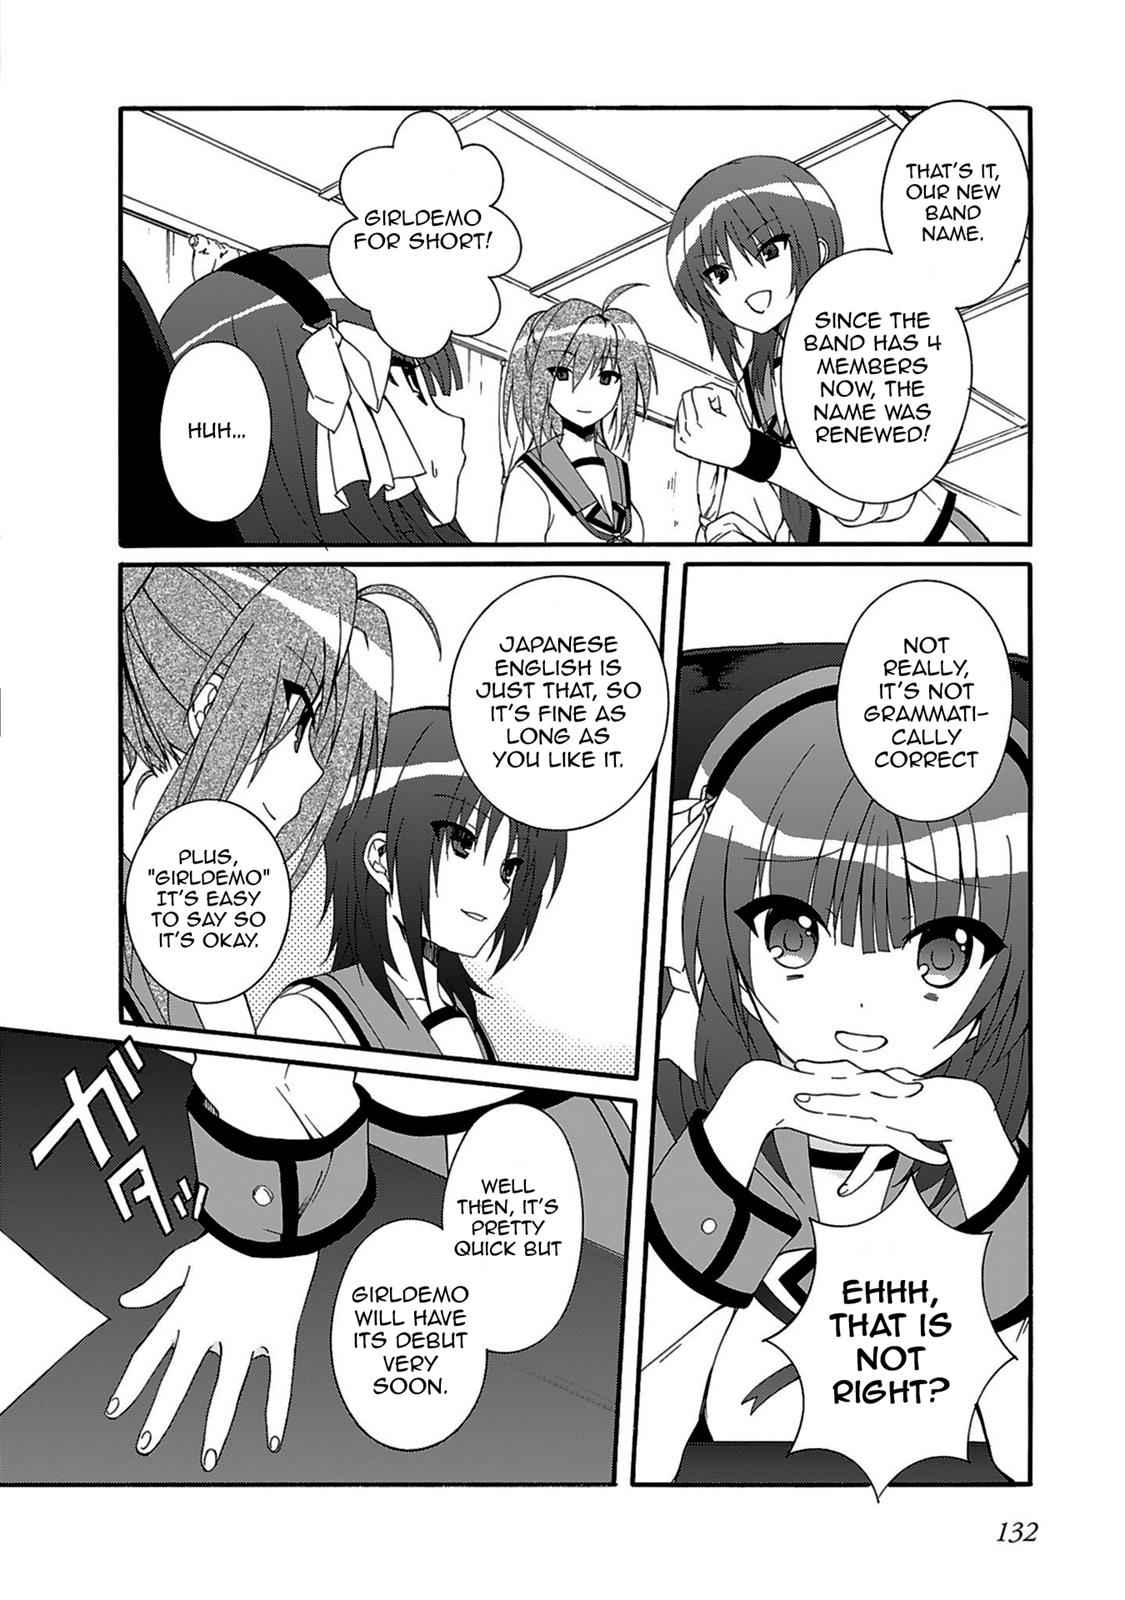 THAT'S IT,
OUR NEW
BAND
NAME.
SINCE THE
BAND HAS 4
MEMBERS
NOW, THE
NAME WAS
RENEWED!
GIRLDEMO
FOR SHORT!
HUH...
NOT
REALLY,
IT'S NOT
GRAMMATI-
CALLY
CORRECT
EHHH,
THAT IS
NOT
RIGHT?
JAPANESE
ENGLISH IS
JUST THAT, SO
IT'S FINE AS
LONG AS
YOU LIKE IT.
PLUS,
"GIRLDEMO"
IT'S EASY
TO SAY SO
IT'S OKAY.
WELL
THEN, IT'S
PRETTY
QUICK BUT
GIRLDEMO
WILL HAVE
ITS DEBUT
VERY
SOON.
ガタッ
132